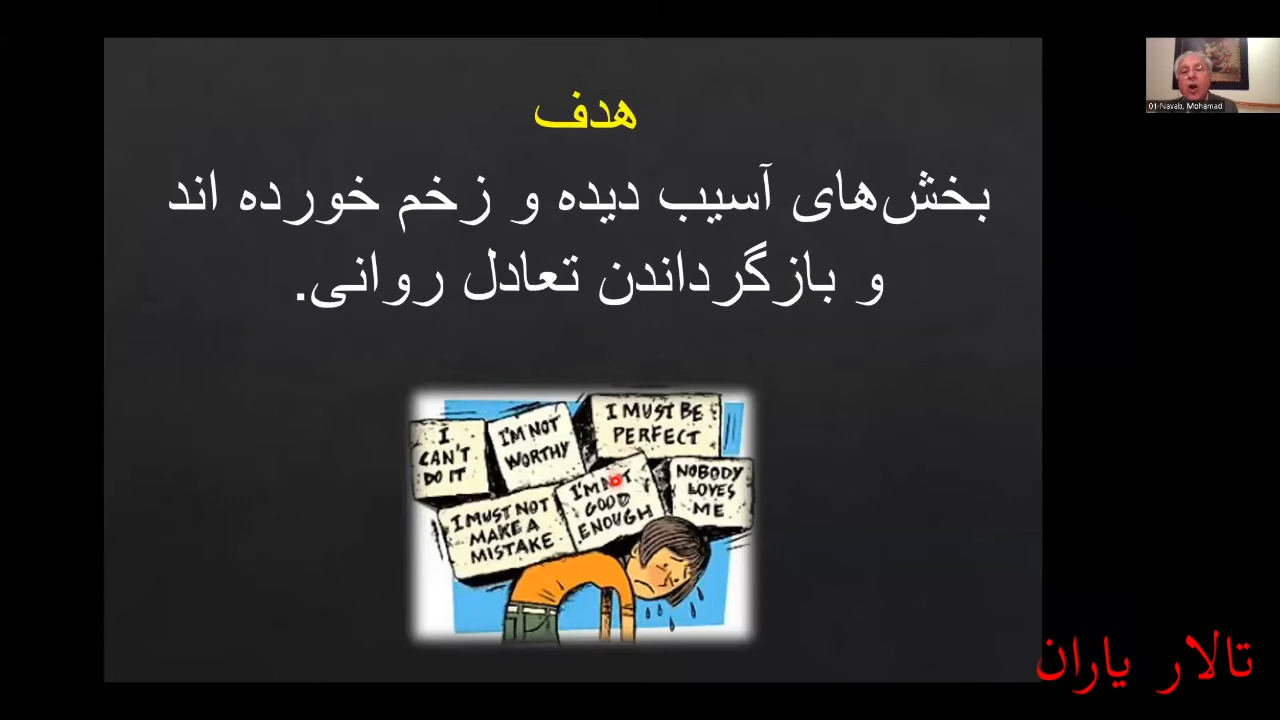 هدف
بخش‌های آسیب دیده و زخم خورده اند
و بازگرداندن تعادل روانی.
I
CAN'T
DO IT
I'M NOT
WORTHY
I MUST BE
PERFECT
I MUST NOT
MAKE A
MISTAKE
I'M NOT
GOOD
ENOUGH
NOBODY
LOVES
ME
01-Navab, Mohamad
تالار یاران